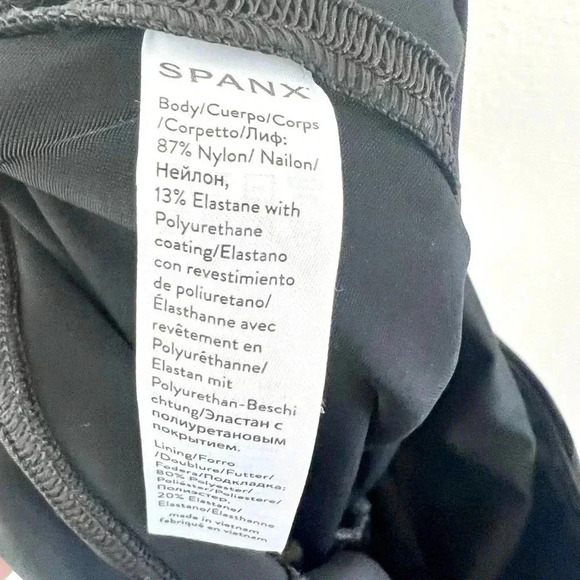 SPANX
Body/Cuerpo/Corps
/Corpetto/Лиф:
87% Nylon/ Nailon/
Нейлон,
13% Elastane with
Polyurethane
coating/Elastano
con revestimiento
de poliuretano/
Élasthanne avec
revêtement en
Polyuréthanne/
Elastan mit
Polyurethan-Beschi
chtung/Эластан с
полиуретановым
покрытием.
Lining/Forro
/Doublure/Futter/
Fodera/Подкладка:
80% Polyester/
Poliéster/Poliestere/
Полиэстер,
20% Elastane/
Elastano/Élasthanne
made in vietnam
fabriqué en vietnam